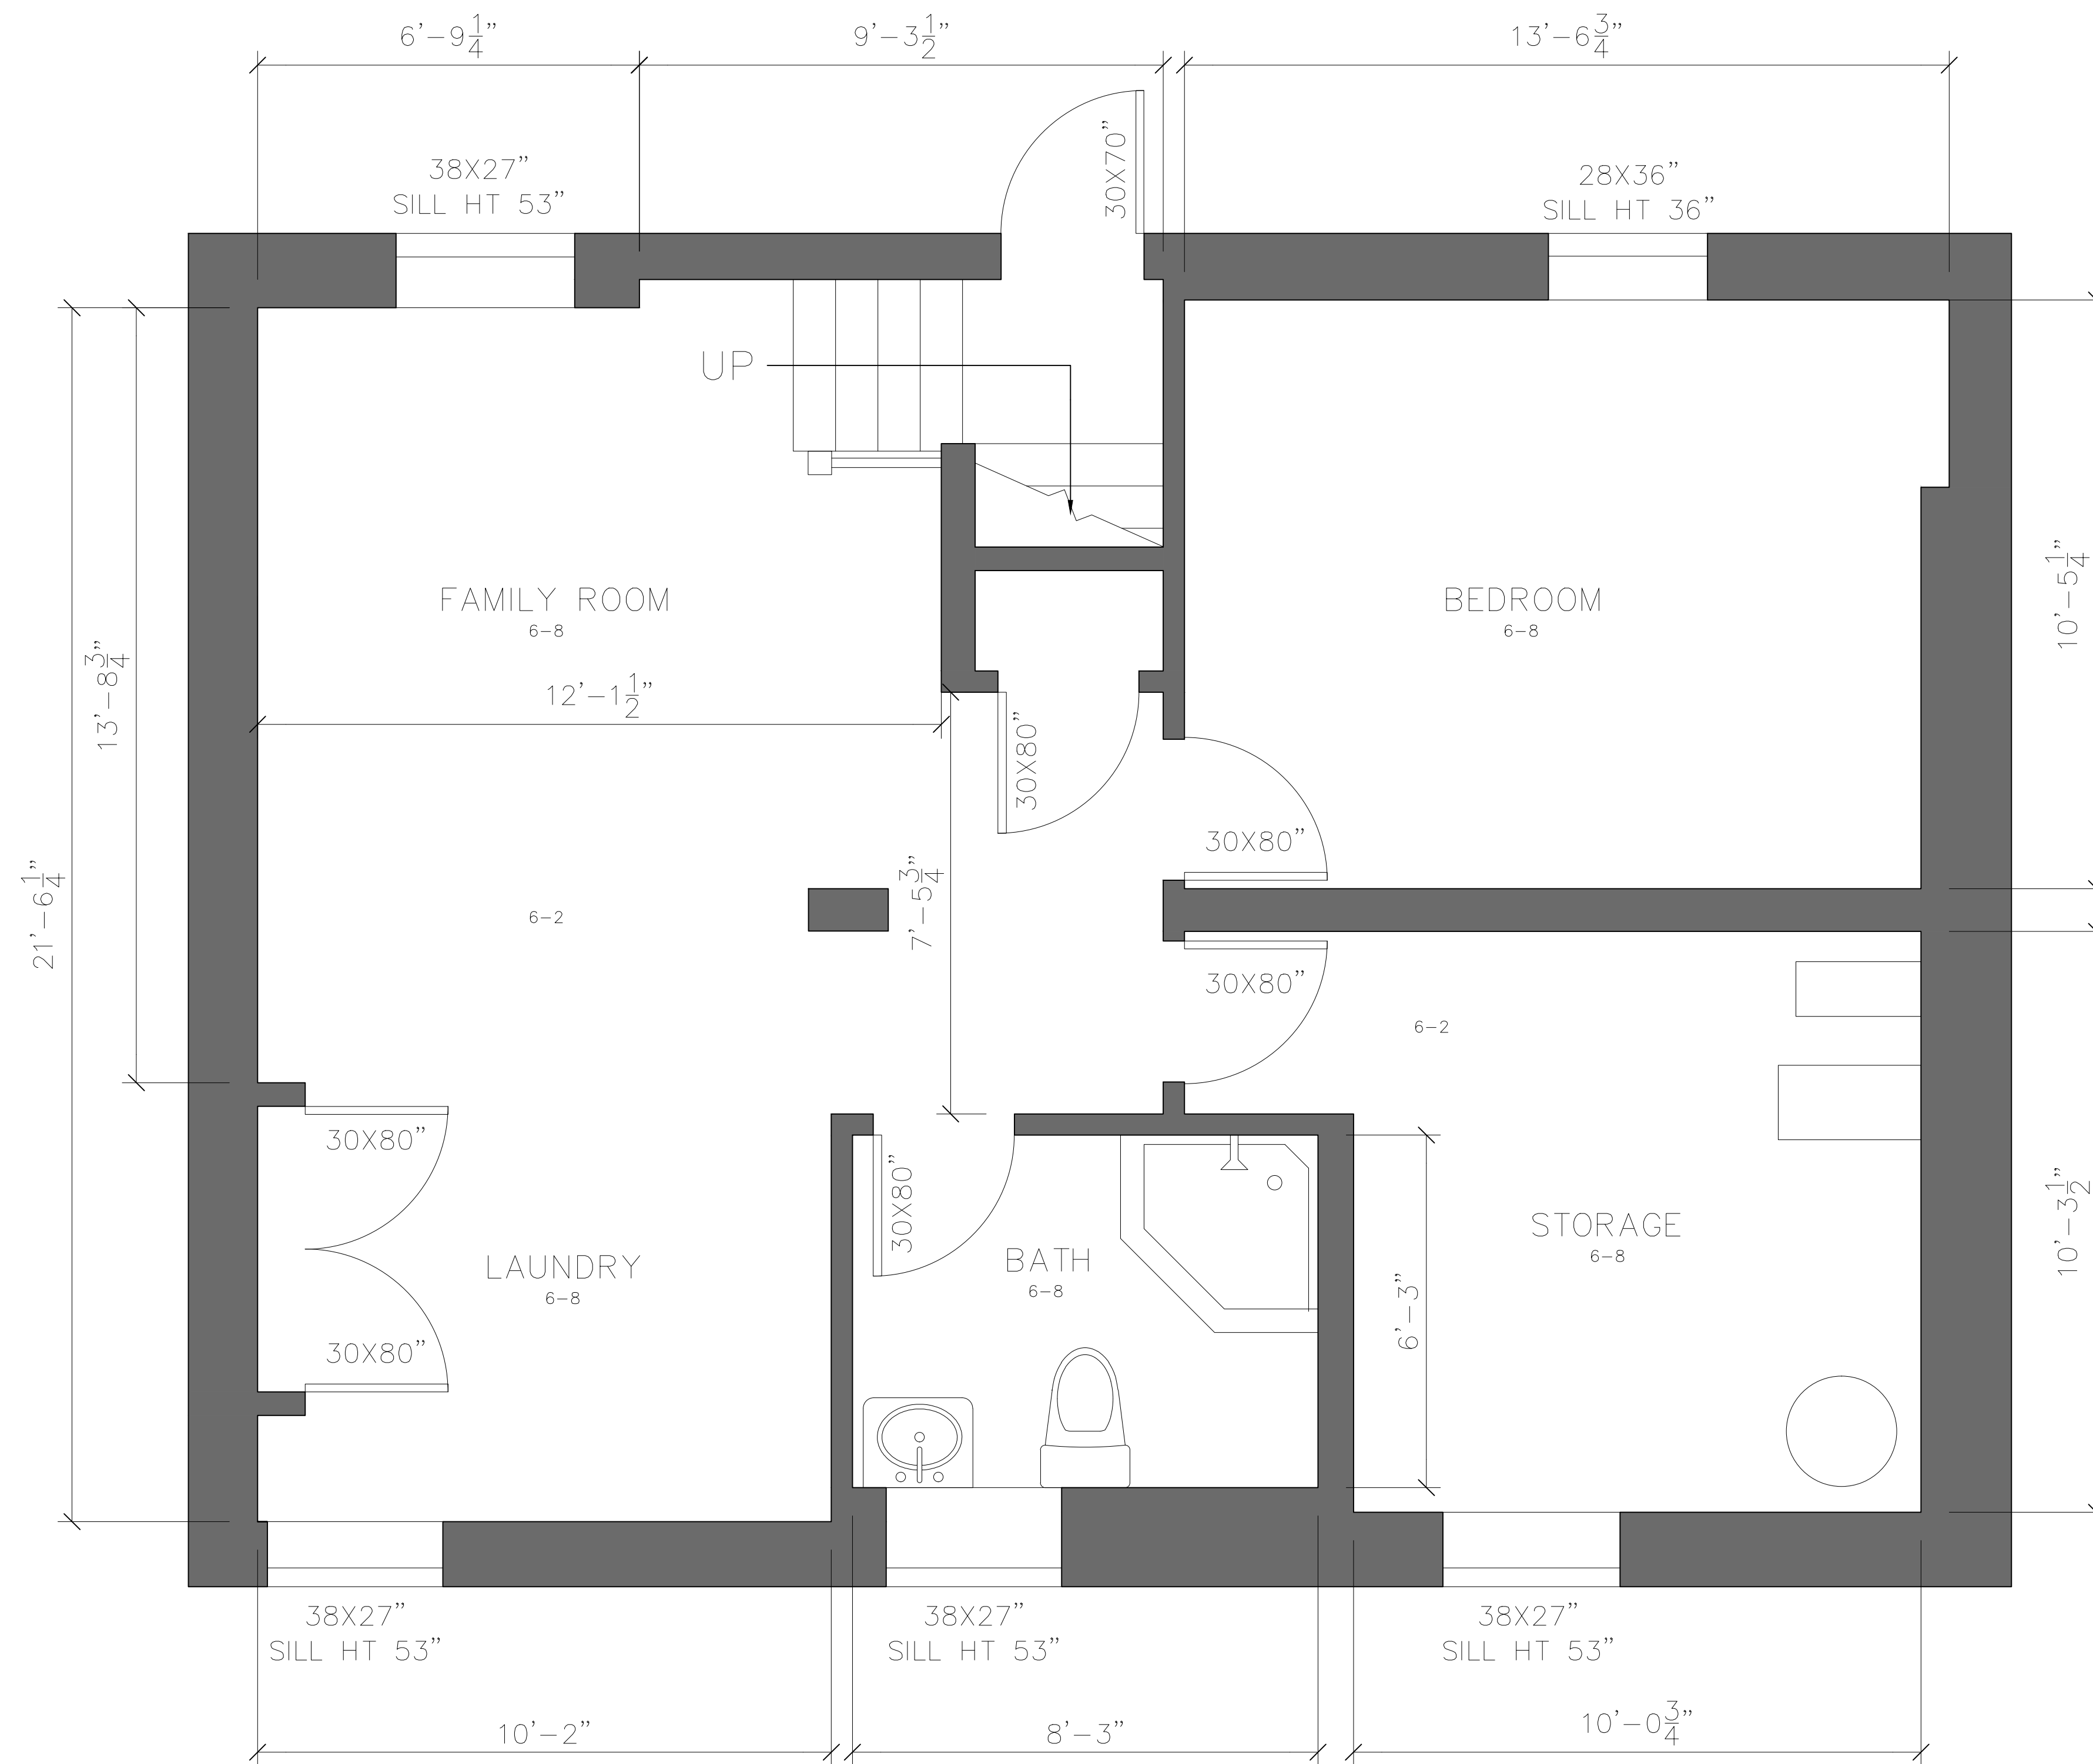 6'-9 1/4"
9'-3 1/2"
13'-6 3/4"
38X27"
SILL HT 53"
30X70"
28X36"
SILL HT 36"
UP
FAMILY ROOM
6-8
BEDROOM
6-8
10'-5 1/4"
13'-8 3/4"
12'-1 1/2"
30X80"
30X80"
21'-6 1/4"
6-2
7'-5 3/4"
30X80"
6-2
30X80"
30X80"
LAUNDRY
6-8
BATH
6-8
STORAGE
6-8
10'-3 1/2"
6'-3"
30X80"
38X27"
SILL HT 53"
38X27"
SILL HT 53"
38X27"
SILL HT 53"
10'-2"
8'-3"
10'-0 3/4"